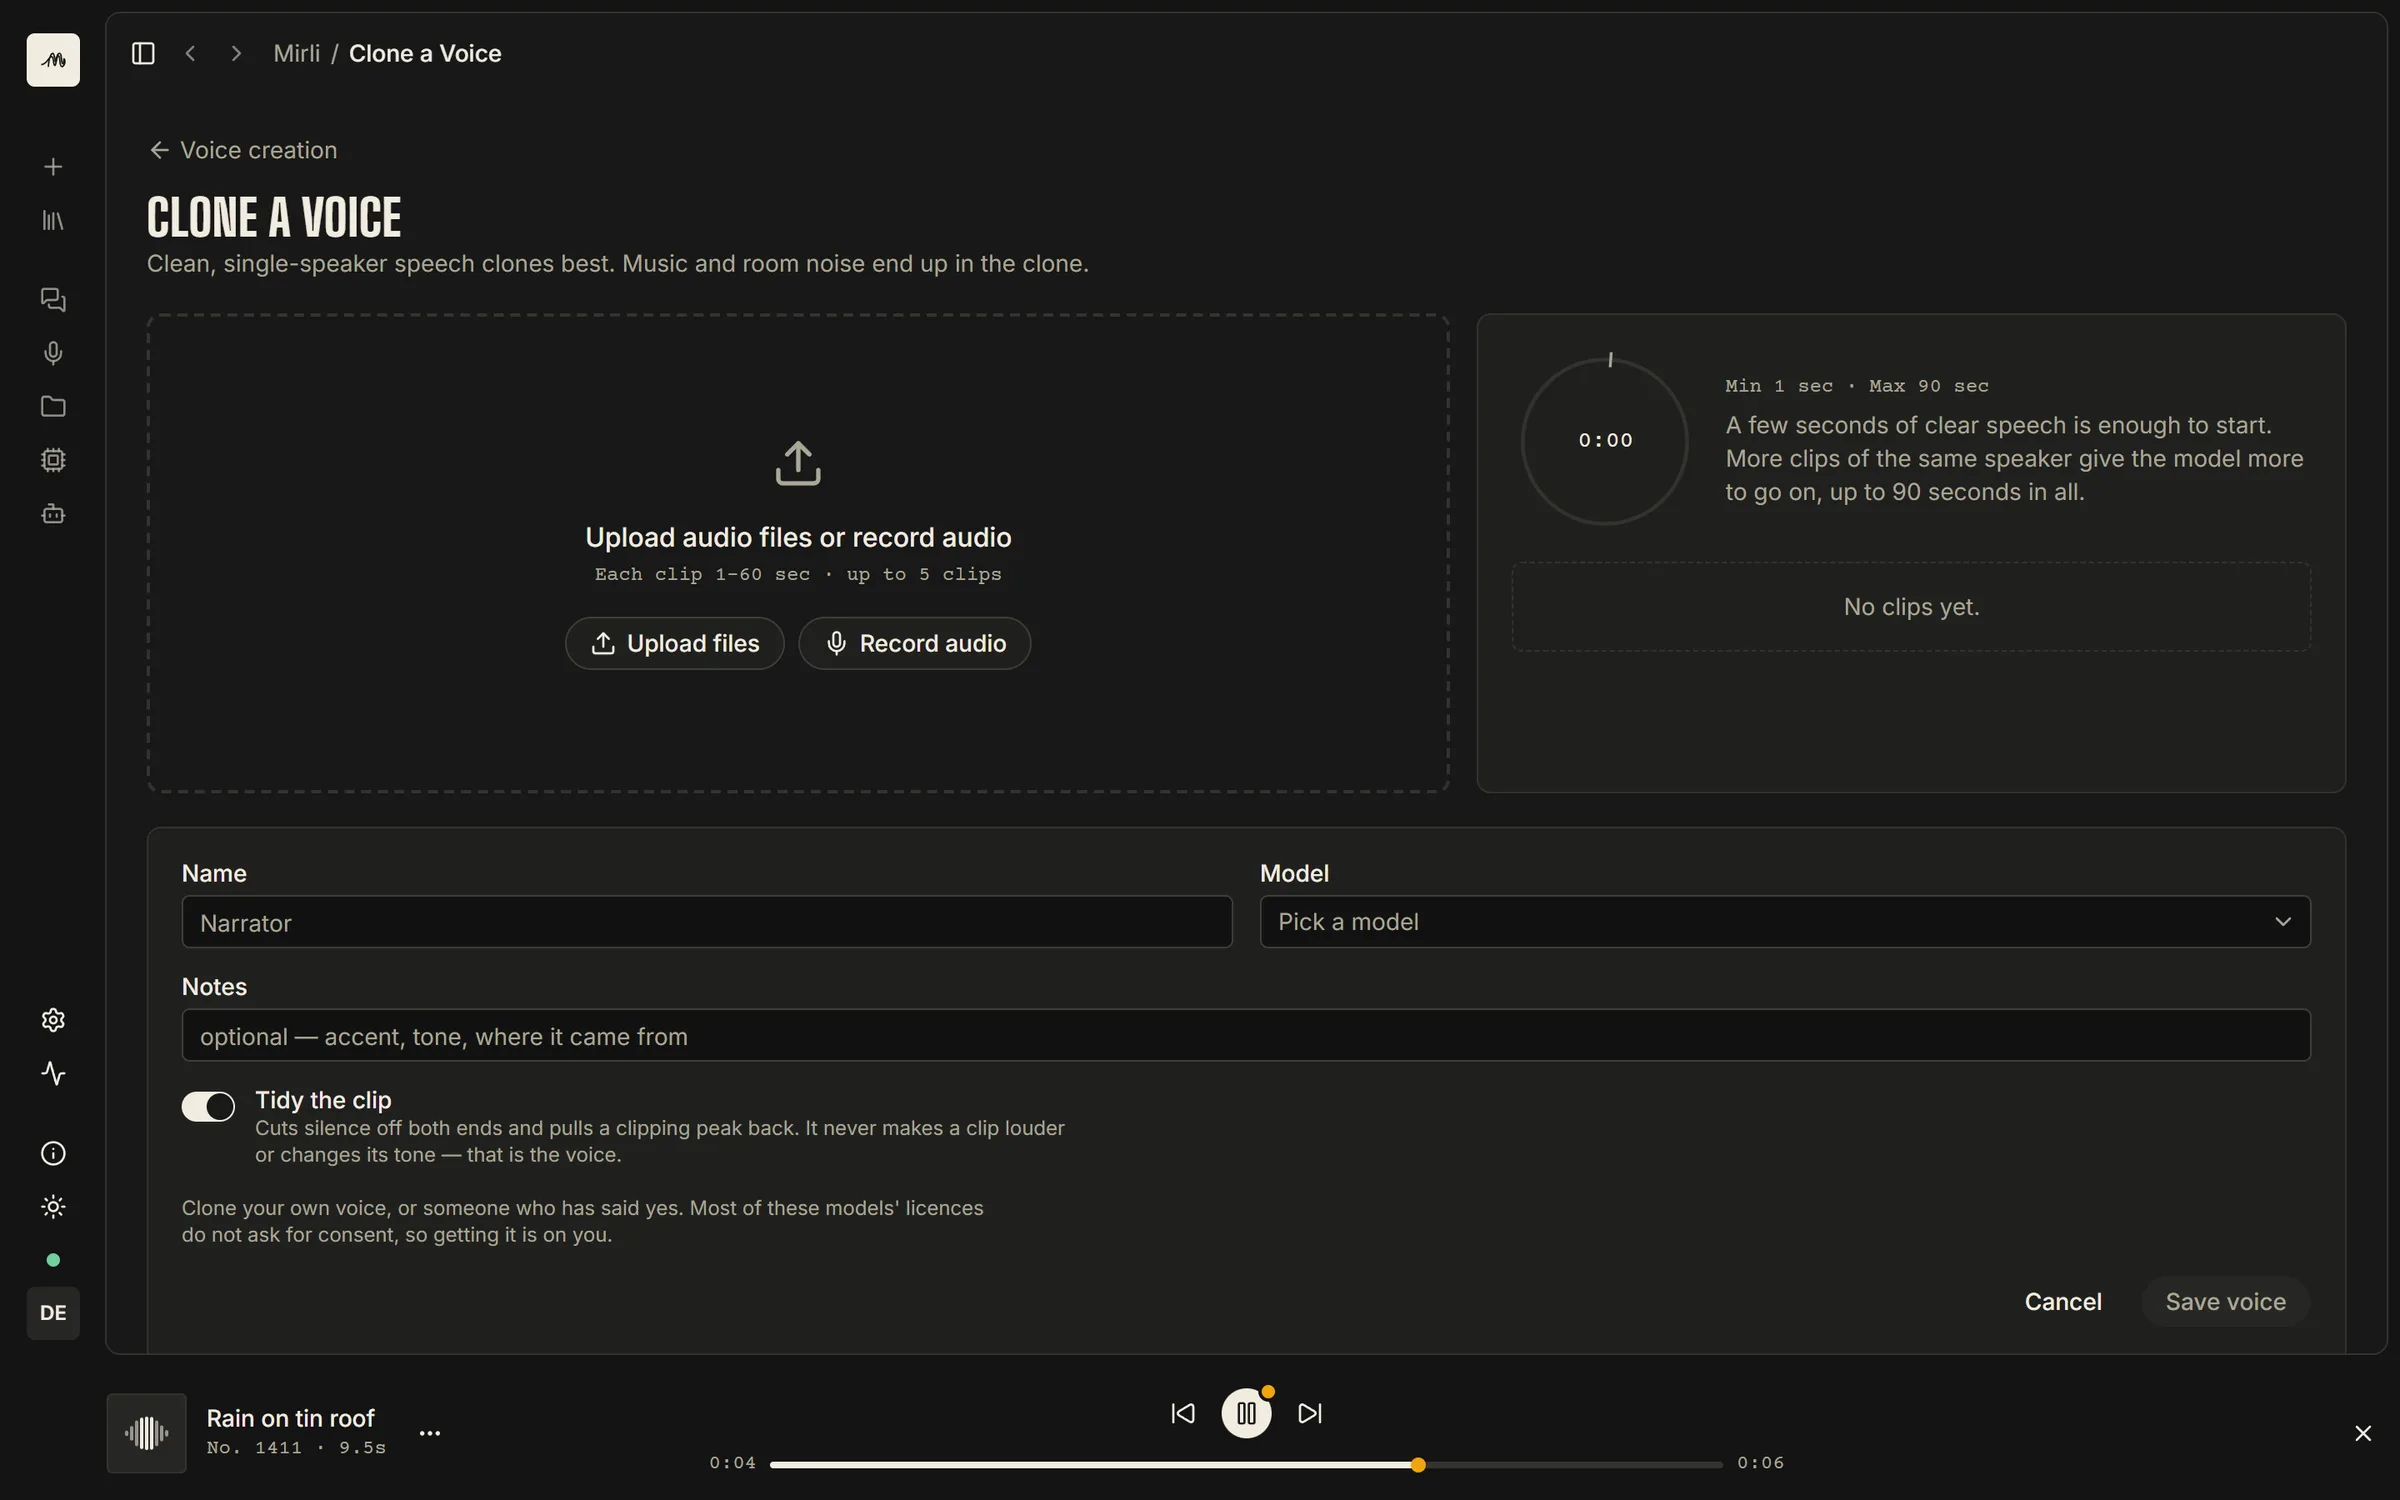 Mirli / Clone a Voice
Voice creation
CLONE A VOICE
Clean, single-speaker speech clones best. Music and room noise end up in the clone.
Upload audio files or record audio
Each clip 1–60 sec · up to 5 clips
Upload files
Record audio
0:00
Min 1 sec · Max 90 sec
A few seconds of clear speech is enough to start.
More clips of the same speaker give the model more
to go on, up to 90 seconds in all.
No clips yet.
Name
Narrator
Model
Pick a model
Notes
optional — accent, tone, where it came from
Tidy the clip
Cuts silence off both ends and pulls a clipping peak back. It never makes a clip louder
or changes its tone — that is the voice.
Clone your own voice, or someone who has said yes. Most of these models' licences
do not ask for consent, so getting it is on you.
Cancel
Save voice
DE
Rain on tin roof
No. 1411 · 9.5s
0:04
0:06